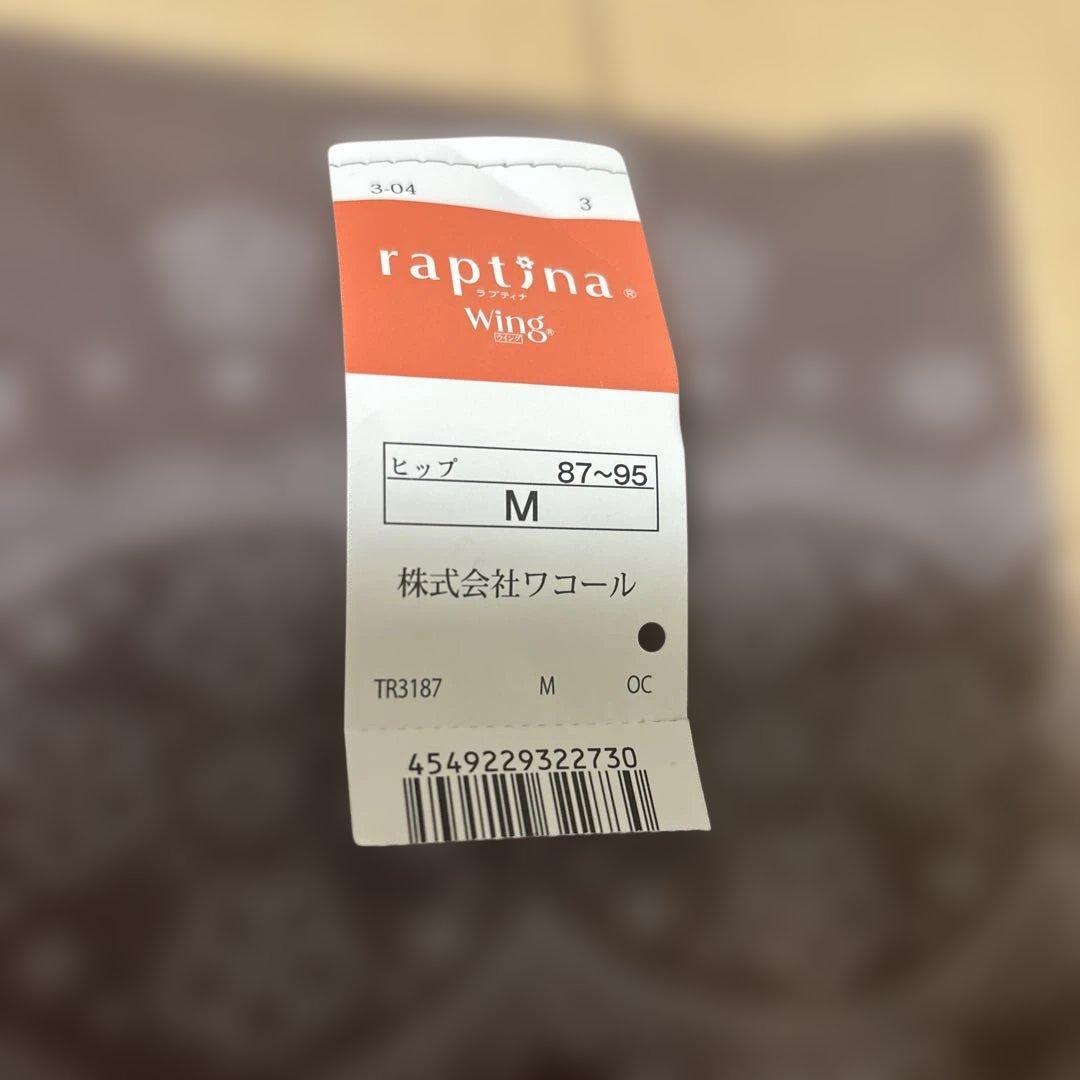 3-04 3
raptina®
ラプティナ
Wing®
ウイング
ヒップ 87~95
M
株式会社ワコール
TR3187 M OC
4549229322730